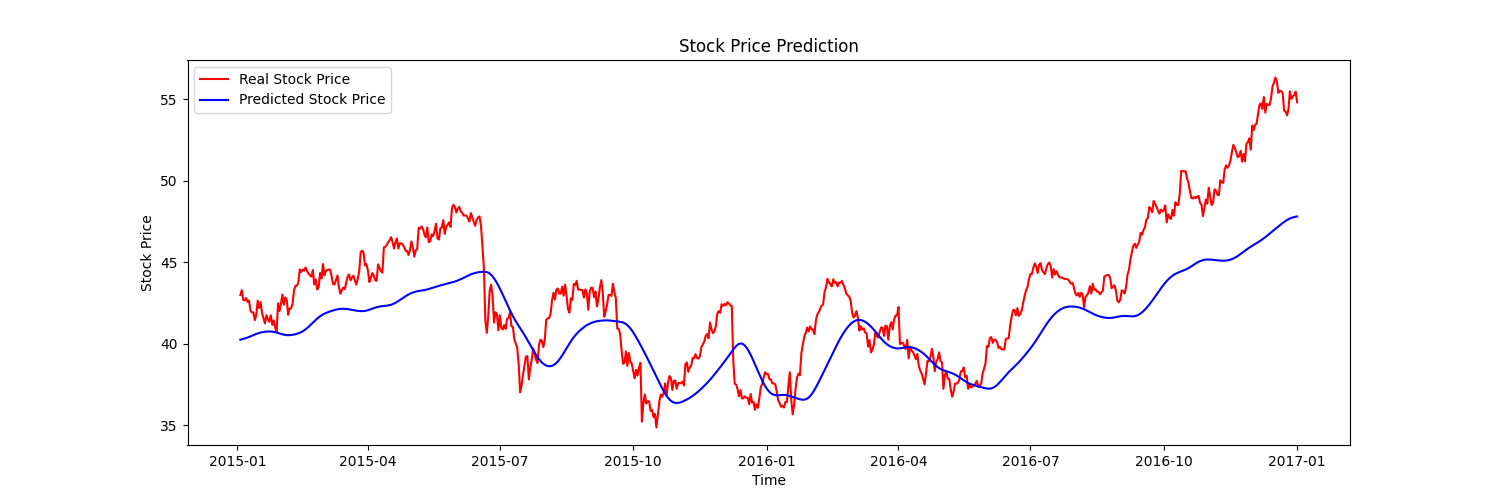 Stock Price Prediction
Real Stock Price
Predicted Stock Price
Stock Price
55
50
45
40
35
2015-01 2015-04 2015-07 2015-10 2016-01 2016-04 2016-07 2016-10 2017-01
Time